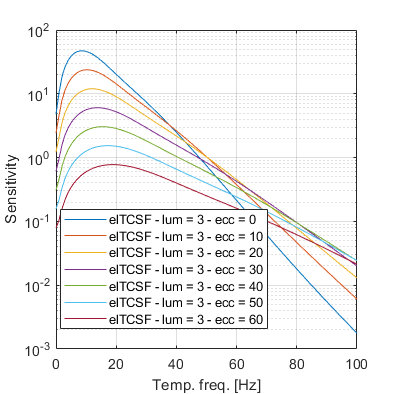 10^2
10^1
10^0
10^-1
10^-2
10^-3
Sensitivity
elTCSF - lum = 3 - ecc = 0
elTCSF - lum = 3 - ecc = 10
elTCSF - lum = 3 - ecc = 20
elTCSF - lum = 3 - ecc = 30
elTCSF - lum = 3 - ecc = 40
elTCSF - lum = 3 - ecc = 50
elTCSF - lum = 3 - ecc = 60
0 20 40 60 80 100
Temp. freq. [Hz]